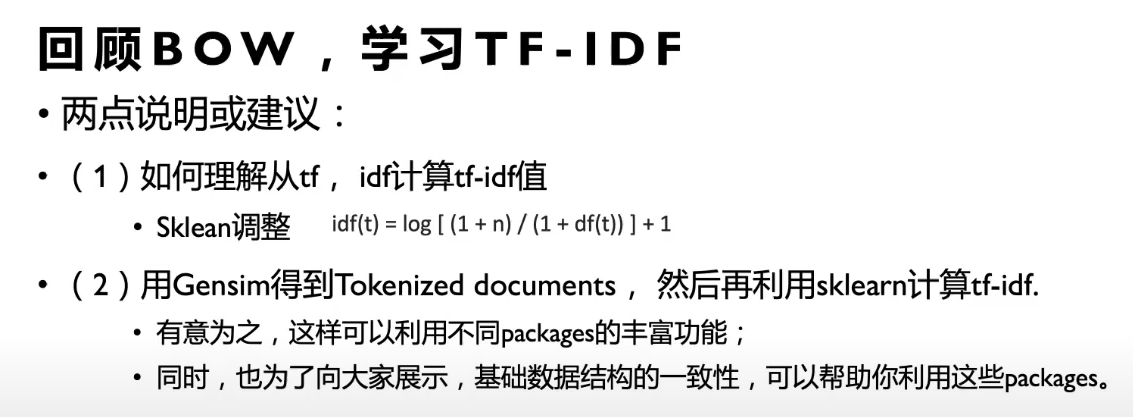 回顾BOW，学习TF-IDF
• 两点说明或建议：
• （1）如何理解从tf， idf计算tf-idf值
• Sklean调整 idf(t) = log [ (1 + n) / (1 + df(t)) ] + 1
• （2）用Gensim得到Tokenized documents， 然后再利用sklearn计算tf-idf.
• 有意为之，这样可以利用不同packages的丰富功能；
• 同时，也为了向大家展示，基础数据结构的一致性，可以帮助你利用这些packages。